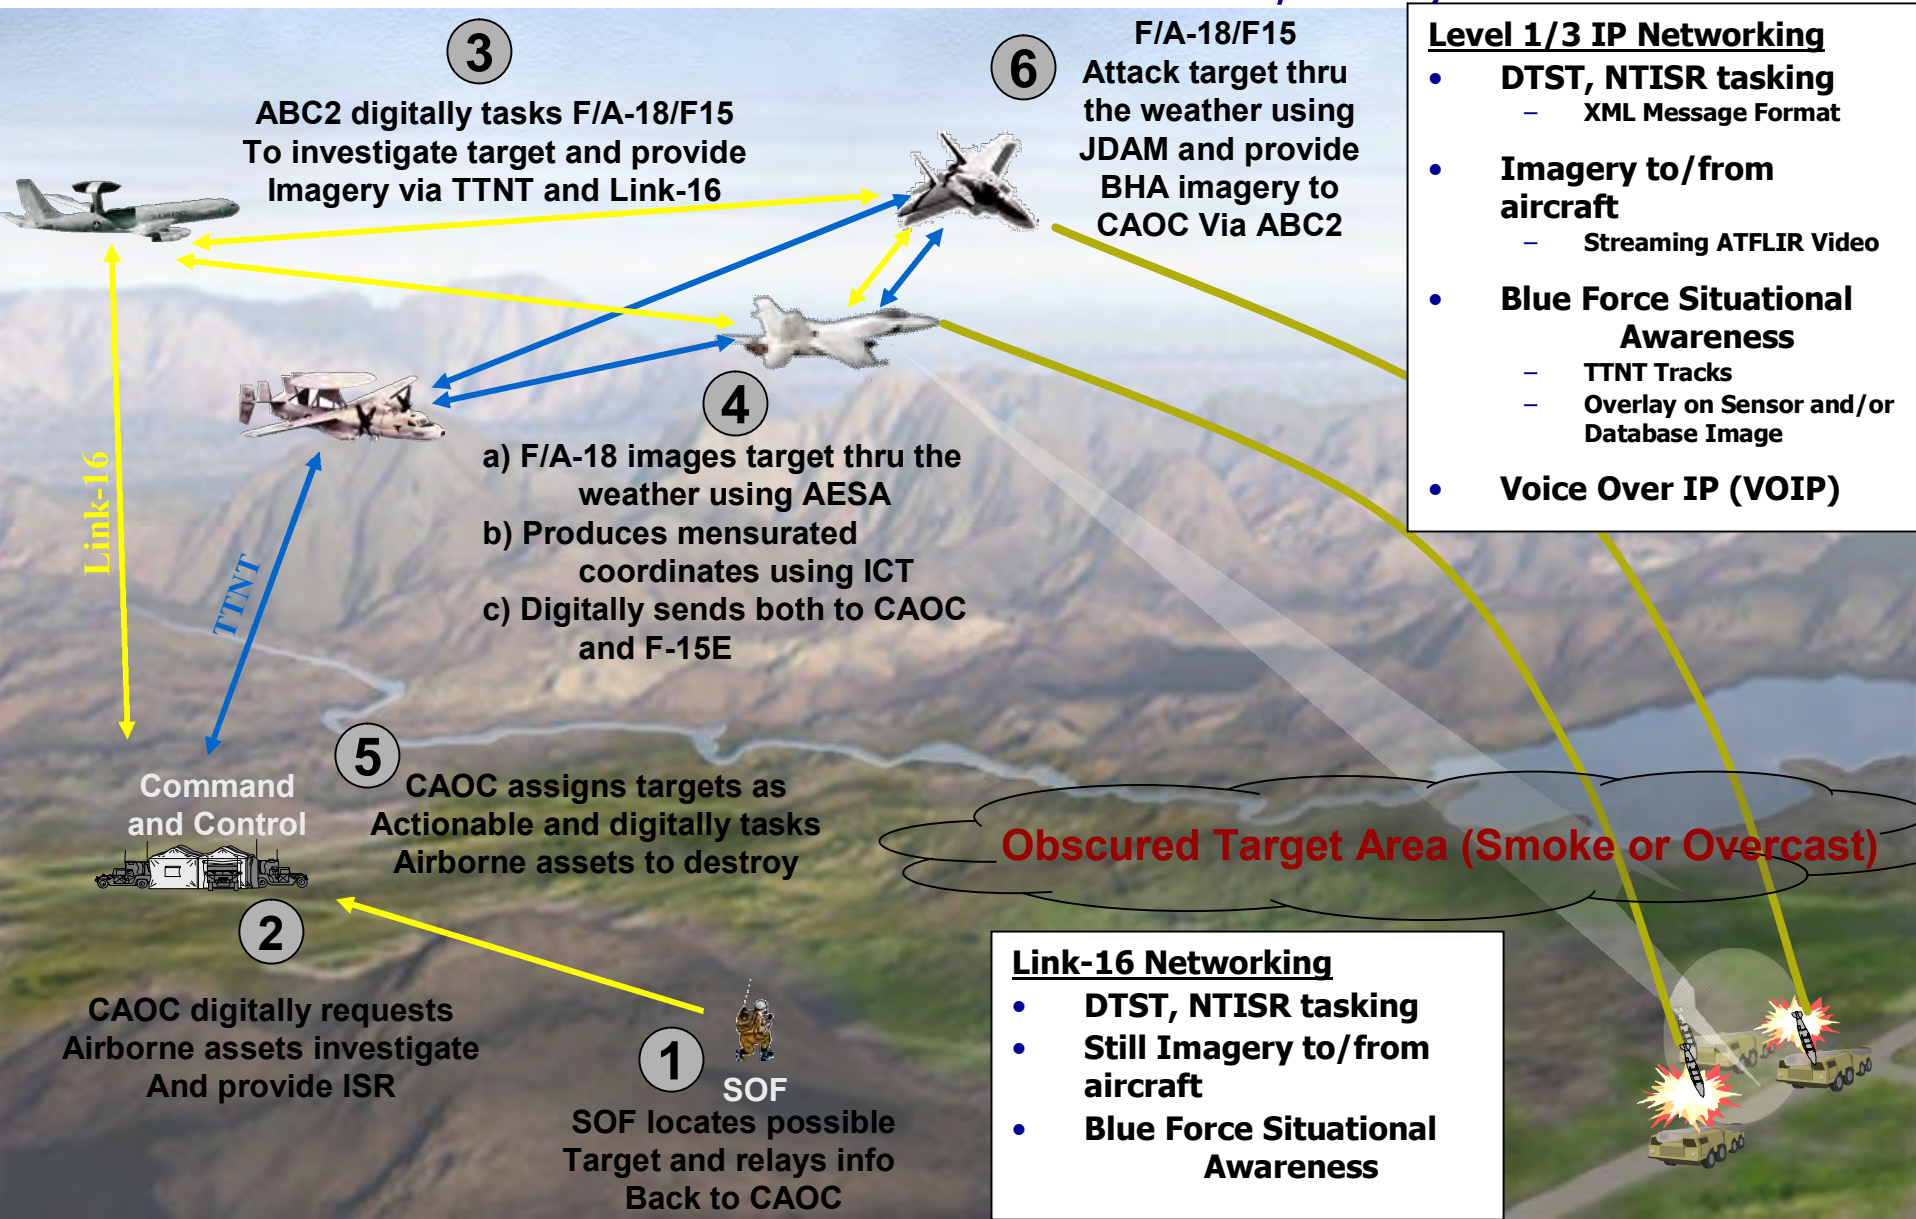 3
ABC2 digitally tasks F/A-18/F15
To investigate target and provide
Imagery via TTNT and Link-16
6
F/A-18/F15
Attack target thru
the weather using
JDAM and provide
BHA imagery to
CAOC Via ABC2
Level 1/3 IP Networking
• DTST, NTISR tasking
– XML Message Format
• Imagery to/from
aircraft
– Streaming ATFLIR Video
• Blue Force Situational
Awareness
– TTNT Tracks
– Overlay on Sensor and/or
Database Image
• Voice Over IP (VOIP)
4
a) F/A-18 images target thru the
weather using AESA
b) Produces mensurated
coordinates using ICT
c) Digitally sends both to CAOC
and F-15E
Link-16
TTNT
Command
and Control
5
CAOC assigns targets as
Actionable and digitally tasks
Airborne assets to destroy
Obscured Target Area (Smoke or Overcast)
2
CAOC digitally requests
Airborne assets investigate
And provide ISR
1
SOF
SOF locates possible
Target and relays info
Back to CAOC
Link-16 Networking
• DTST, NTISR tasking
• Still Imagery to/from
aircraft
• Blue Force Situational
Awareness